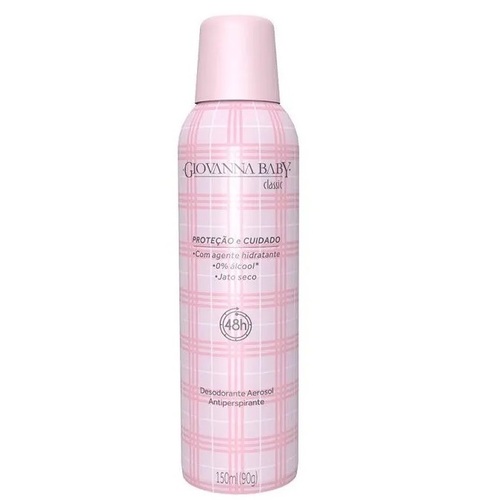 GIOVANNA BABY
classic
PROTEÇÃO e CUIDADO
•Com agente hidratante
•0% álcool*
•Jato seco
48h
Desodorante Aerosol
Antiperspirante
150ml (90g)